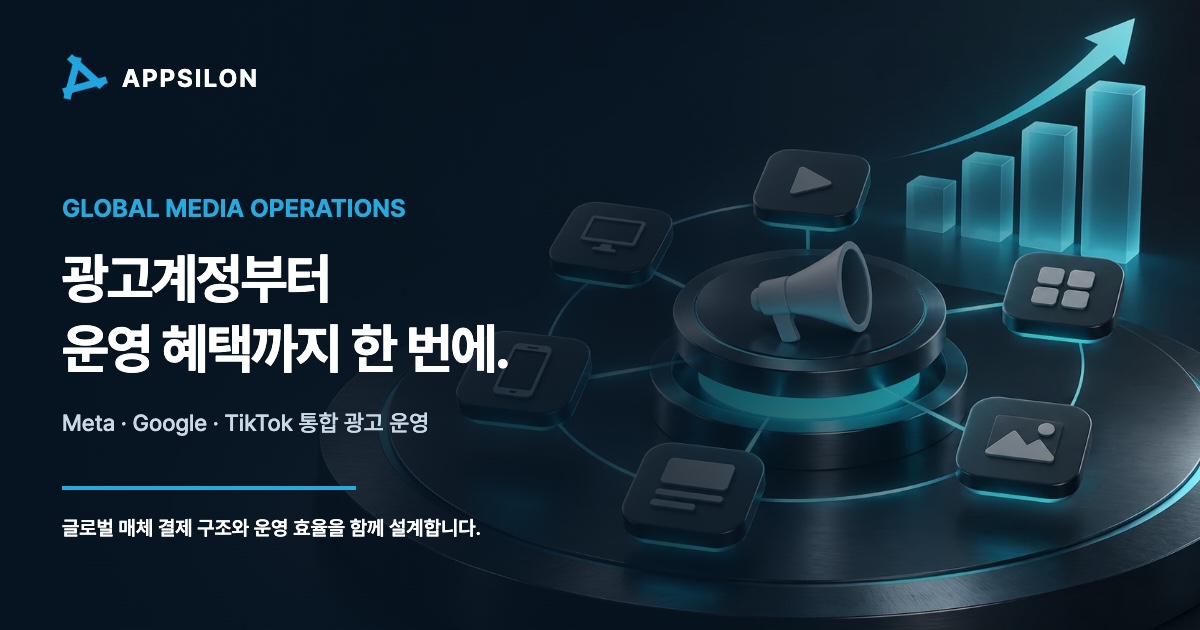 APPSILON
GLOBAL MEDIA OPERATIONS
광고계정부터
운영 혜택까지 한 번에.
Meta · Google · TikTok 통합 광고 운영
글로벌 매체 결제 구조와 운영 효율을 함께 설계합니다.